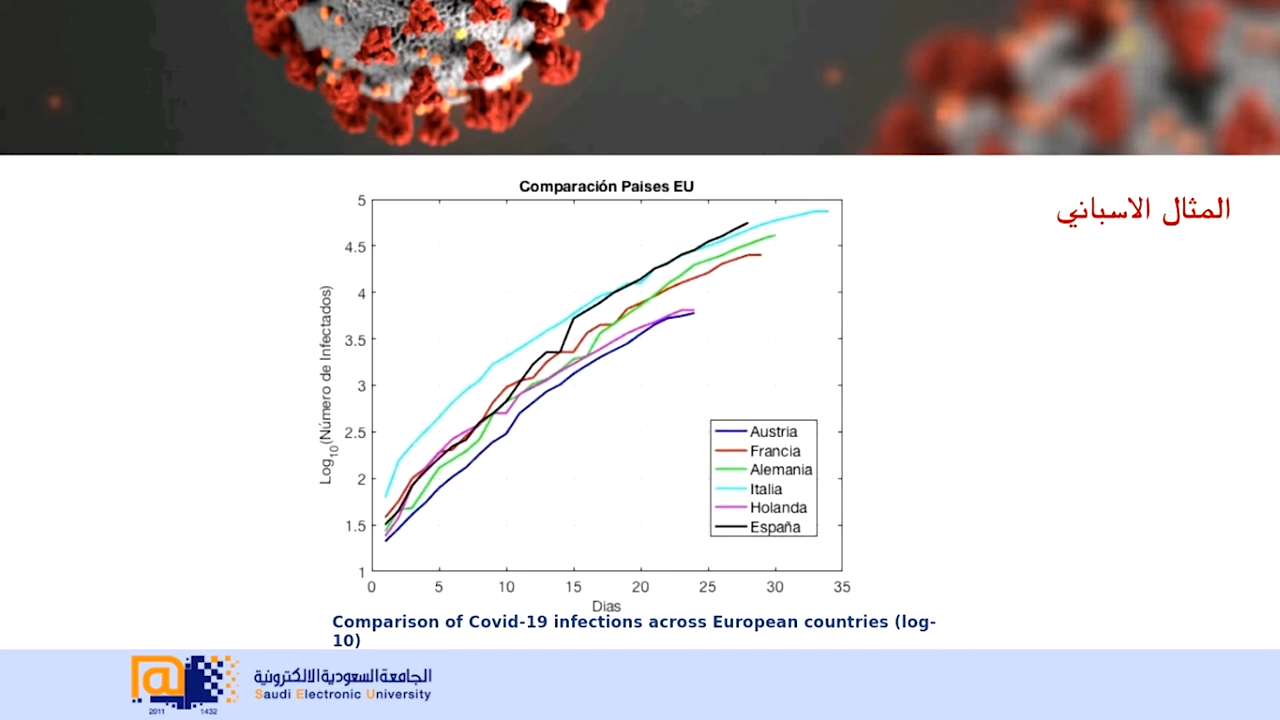 المثال الاسباني
Comparación Paises EU
5
4.5
4
3.5
3
2.5
2
1.5
1
Log10(Número de Infectados)
Austria
Francia
Alemania
Italia
Holanda
España
0 5 10 15 20 25 30 35
Dias
Comparison of Covid-19 infections across European countries (log-
10)
الجامعة السعودية الالكترونية
Saudi Electronic University
2011 1432